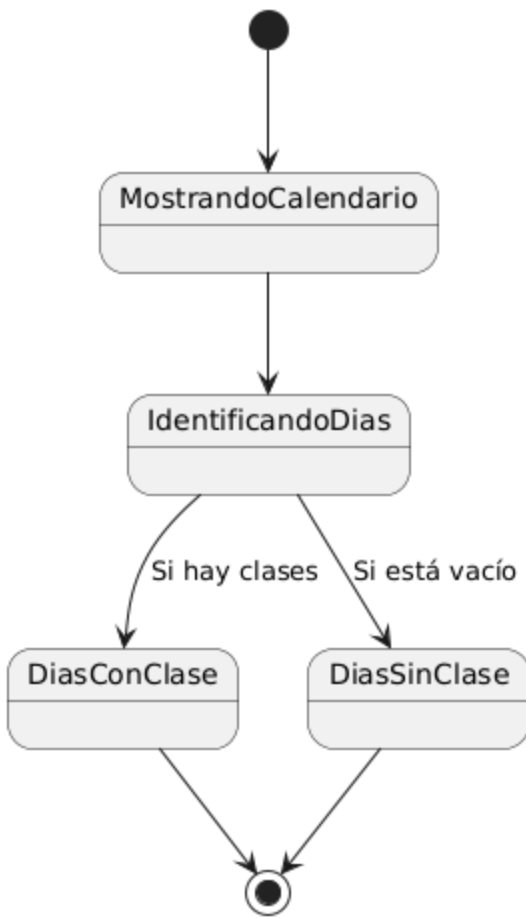 MostrandoCalendario
IdentificandoDias
Si hay clases
Si está vacío
DiasConClase
DiasSinClase